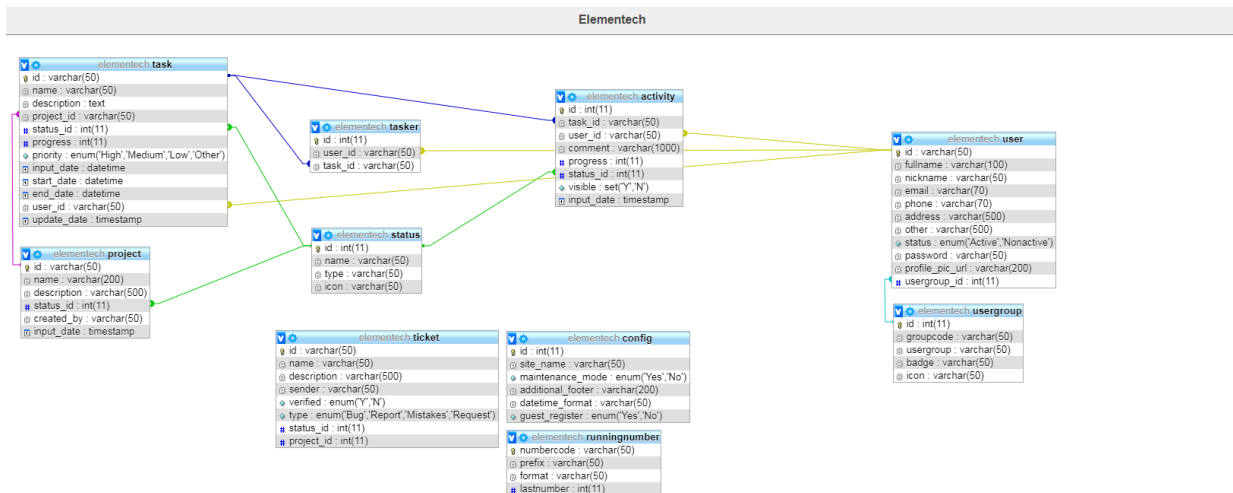 Elementech
elementech task
id : varchar(50)
name : varchar(50)
description : text
project_id : varchar(50)
status_id : int(11)
progress : int(11)
priority : enum('High','Medium','Low','Other')
input_date : datetime
start_date : datetime
end_date : datetime
user_id : varchar(50)
update_date : timestamp
elementech project
id : varchar(50)
name : varchar(200)
description : varchar(500)
status_id : int(11)
created_by : varchar(50)
input_date : timestamp
elementech tasker
id : int(11)
user_id : varchar(50)
task_id : varchar(50)
elementech status
id : int(11)
name : varchar(50)
type : varchar(50)
icon : varchar(50)
elementech activity
id : int(11)
task_id : varchar(50)
user_id : varchar(50)
comment : varchar(1000)
progress : int(11)
status_id : int(11)
visible : set('Y','N')
input_date : timestamp
elementech user
id : varchar(50)
fullname : varchar(100)
nickname : varchar(50)
email : varchar(70)
phone : varchar(70)
address : varchar(500)
other : varchar(500)
status : enum('Active','Nonactive')
password : varchar(50)
profile_pic_url : varchar(200)
usergroup_id : int(11)
elementech usergroup
id : int(11)
groupcode : varchar(50)
usergroup : varchar(50)
badge : varchar(50)
icon : varchar(50)
elementech ticket
id : varchar(50)
name : varchar(50)
description : varchar(500)
sender : varchar(50)
verified : enum('Y','N')
type : enum('Bug','Report','Mistakes','Request')
status_id : int(11)
project_id : int(11)
elementech config
id : int(11)
site_name : varchar(50)
maintenance_mode : enum('Yes','No')
additional_footer : varchar(200)
datetime_format : varchar(50)
guest_register : enum('Yes','No')
elementech runningnumber
numbercode : varchar(50)
prefix : varchar(50)
format : varchar(50)
lastnumber : int(11)